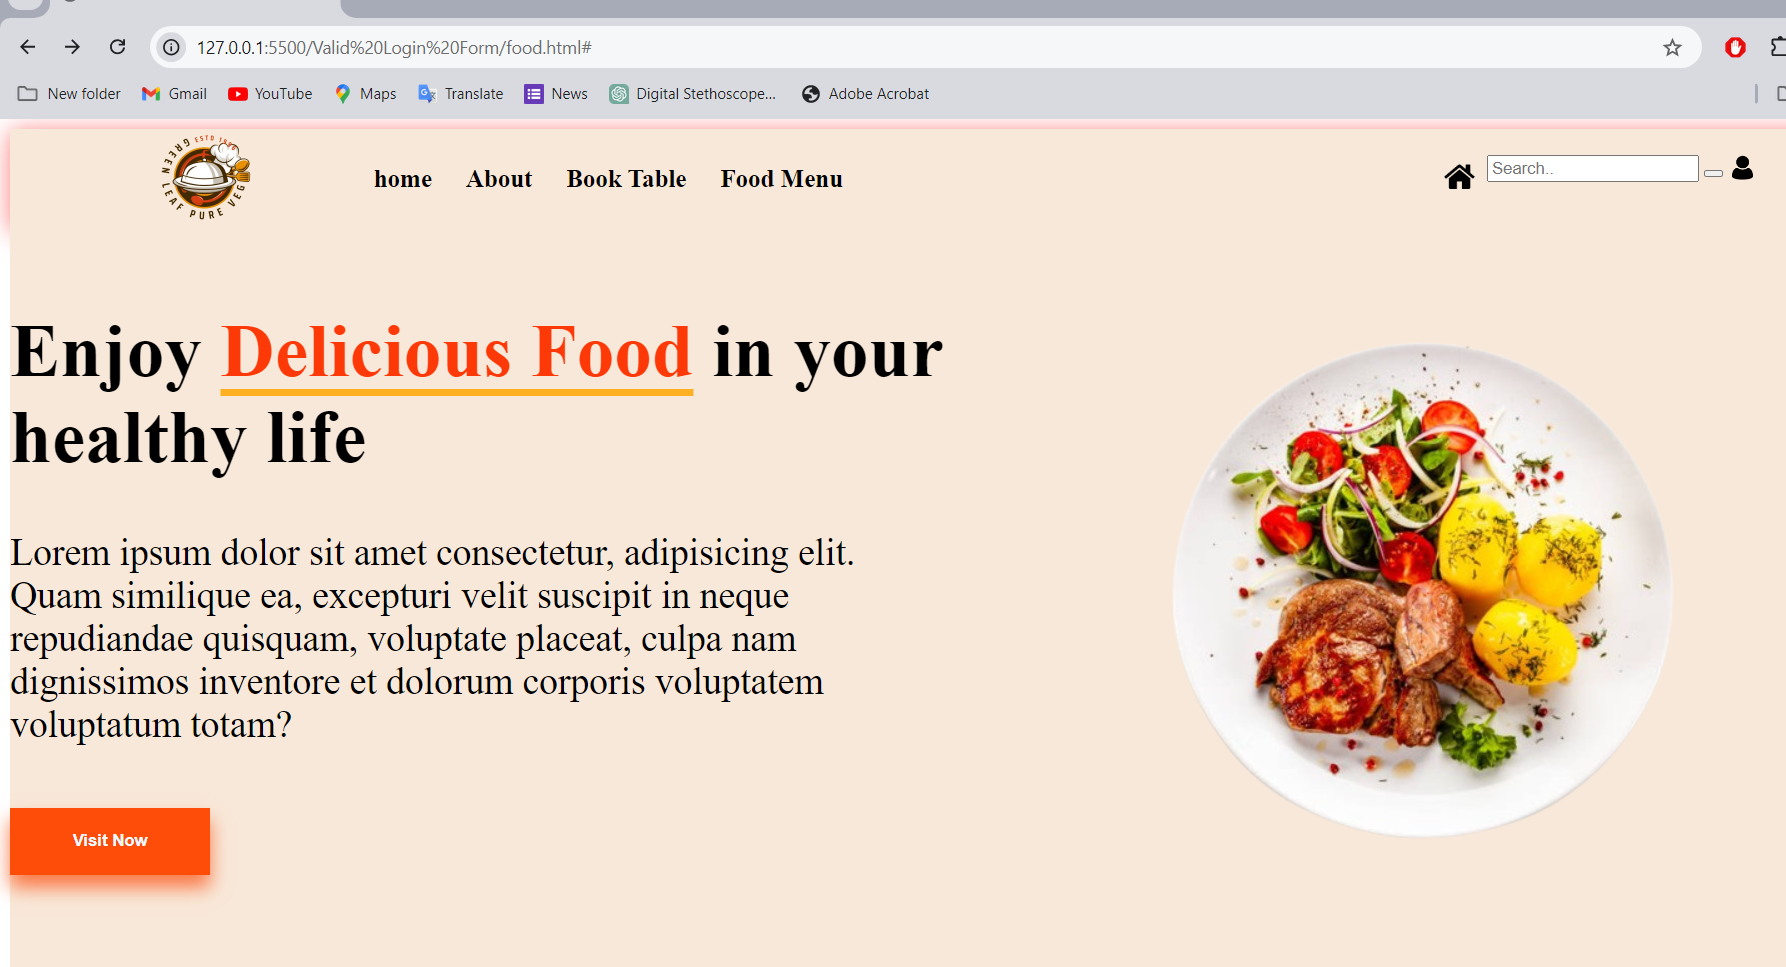 127.0.0.1:5500/Valid%20Login%20Form/food.html#
New folder Gmail YouTube Maps Translate News Digital Stethoscope... Adobe Acrobat
ESTD
GREEN LEAF PURE VEG
home About Book Table Food Menu Search..
Enjoy Delicious Food in your
healthy life
Lorem ipsum dolor sit amet consectetur, adipisicing elit.
Quam similique ea, excepturi velit suscipit in neque
repudiandae quisquam, voluptate placeat, culpa nam
dignissimos inventore et dolorum corporis voluptatem
voluptatum totam?
Visit Now